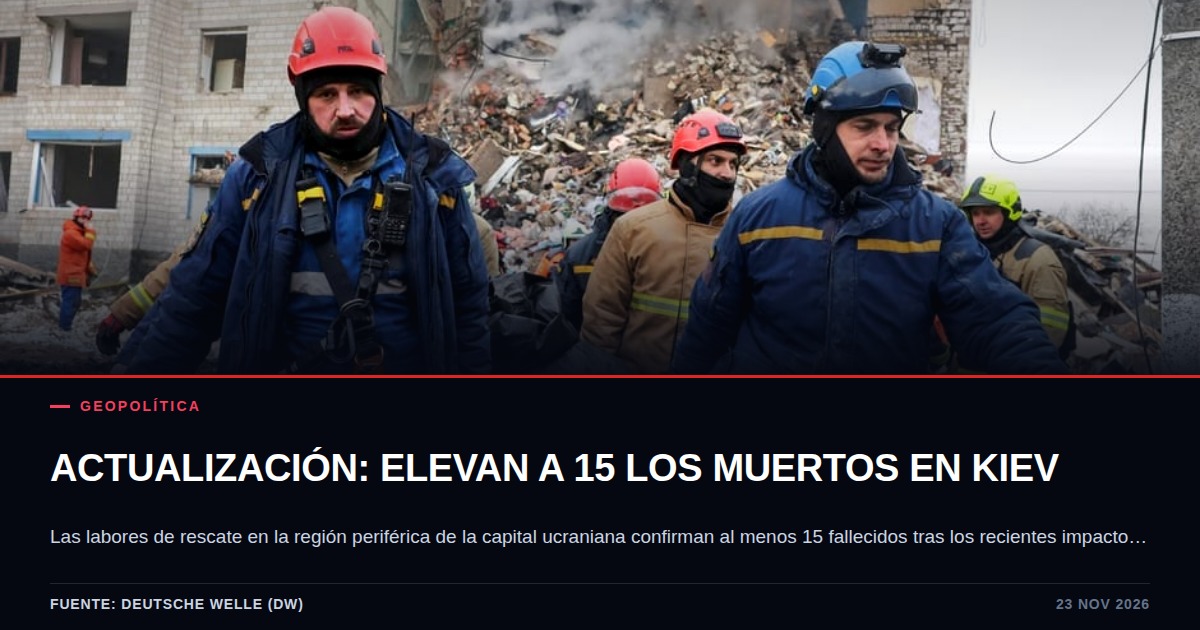 GEOPOLÍTICA
ACTUALIZACIÓN: ELEVAN A 15 LOS MUERTOS EN KIEV
Las labores de rescate en la región periférica de la capital ucraniana confirman al menos 15 fallecidos tras los recientes impacto…
FUENTE: DEUTSCHE WELLE (DW)
23 NOV 2026